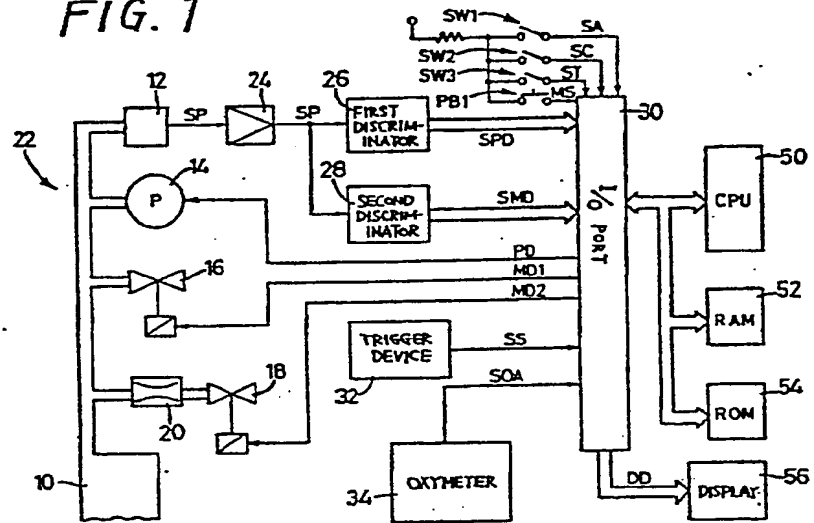 FIG. 1
SW1
SA
SW2
SC
SW3
ST
PB1
MS
12
SP
24
SP
26
FIRST
DISCRIM-
INATOR
SPD
30
22
14
P
28
SECOND
DISCRIM-
INATOR
SMD
I/O PORT
50
CPU
PD
16
MD1
MD2
52
RAM
TRIGGER
DEVICE
32
SS
18
20
SOA
54
ROM
10
34
OXYMETER
DD
56
DISPLAY